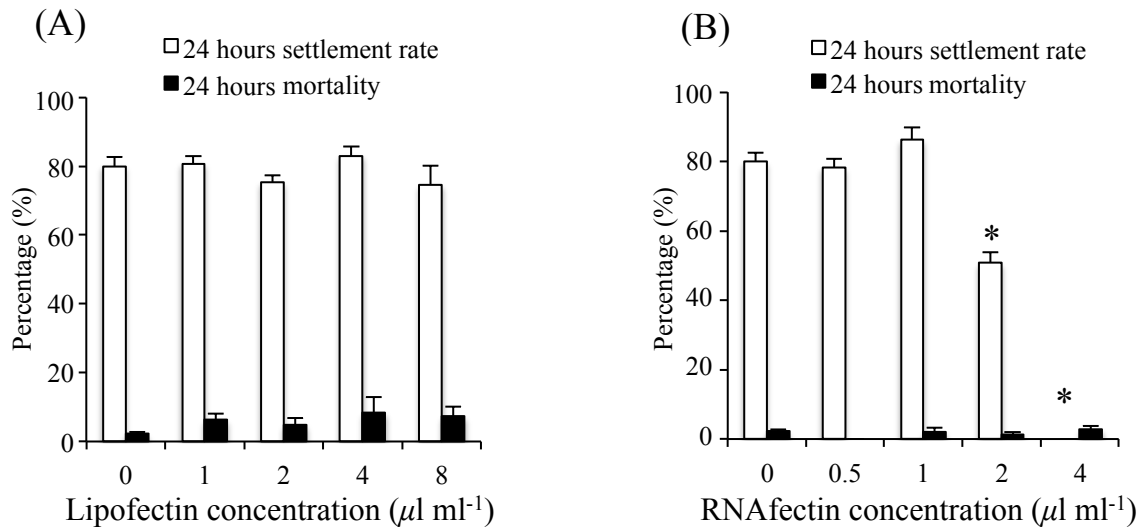 (A)
24 hours settlement rate
24 hours mortality
100
80
60
40
20
0
Percentage (%)
0 1 2 4 8
Lipofectin concentration (µl ml⁻¹)
(B)
24 hours settlement rate
24 hours mortality
100
80
60
40
20
0
Percentage (%)
*
*
0 0.5 1 2 4
RNAfectin concentration (µl ml⁻¹)